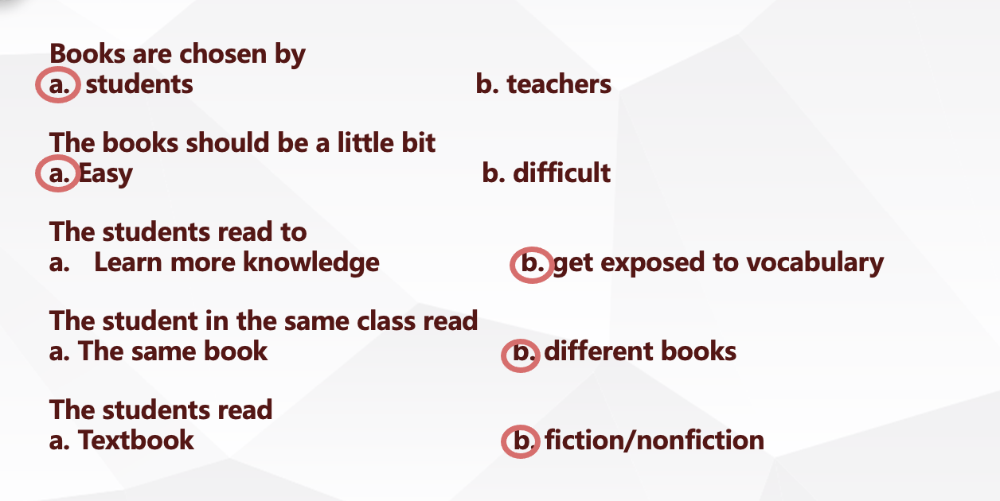 Books are chosen by
a. students b. teachers
The books should be a little bit
a. Easy b. difficult
The students read to
a. Learn more knowledge b. get exposed to vocabulary
The student in the same class read
a. The same book b. different books
The students read
a. Textbook b. fiction/nonfiction